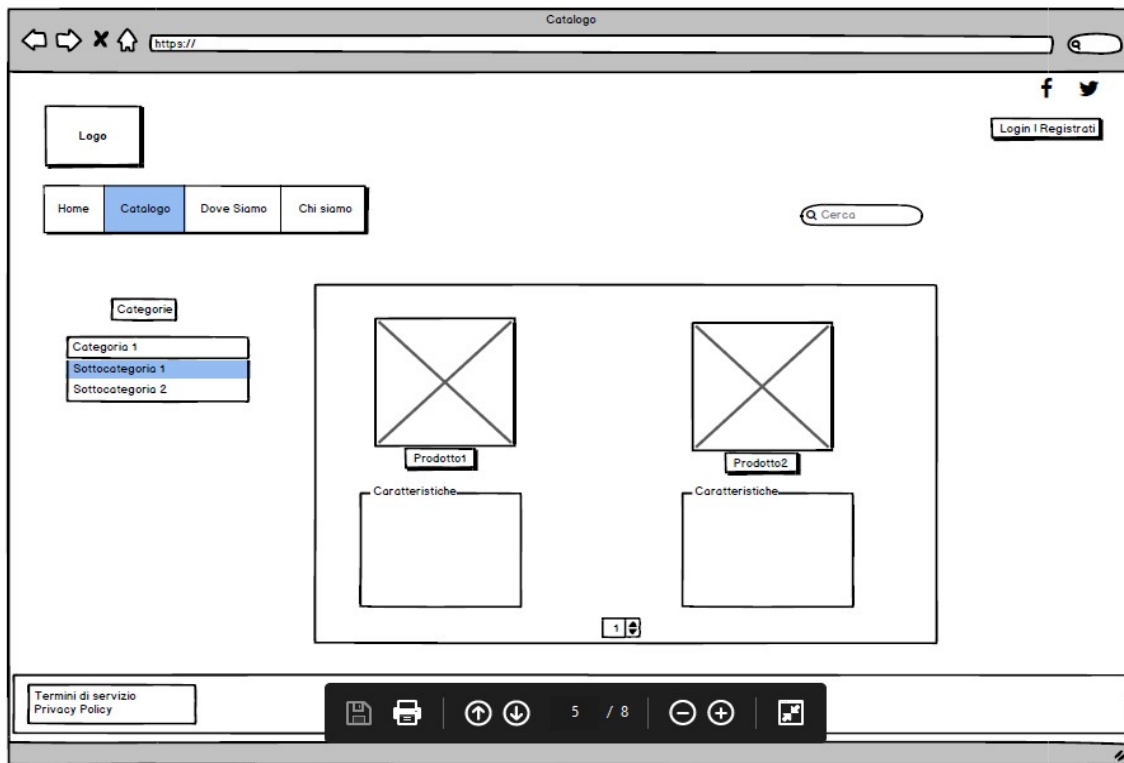 Catalogo
https://
Logo
Login | Registrati
Home Catalogo Dove Siamo Chi siamo
Cerca
Categorie
Categoria 1
Sottocategoria 1
Sottocategoria 2
Prodotto1
Prodotto2
Caratteristiche
Caratteristiche
1
Termini di servizio
Privacy Policy
5 / 8